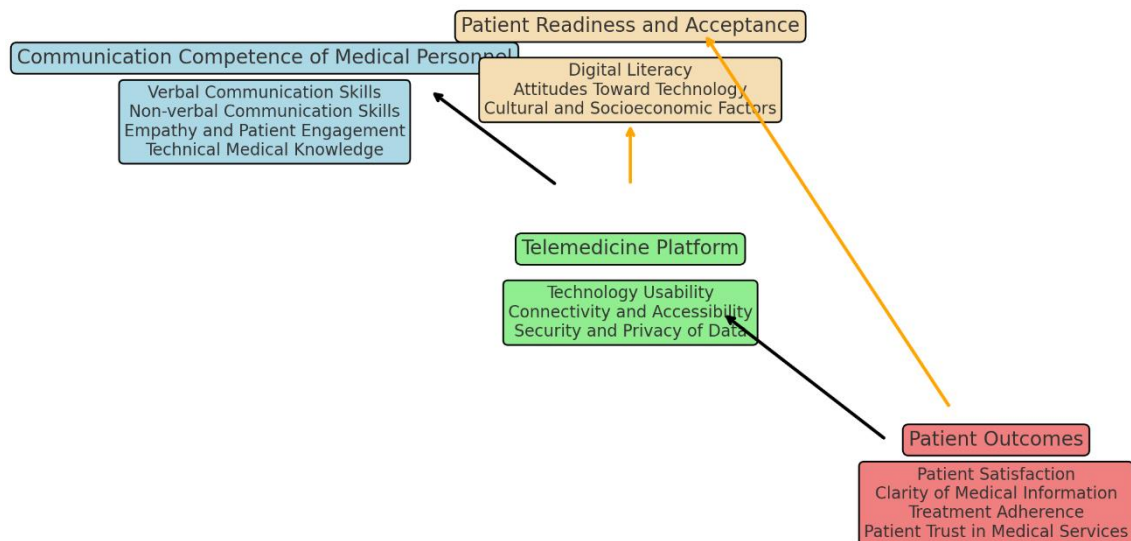 Patient Readiness and Acceptance
Communication Competence of Medical Personnel
Digital Literacy
Attitudes Toward Technology
Cultural and Socioeconomic Factors
Verbal Communication Skills
Non-verbal Communication Skills
Empathy and Patient Engagement
Technical Medical Knowledge
Telemedicine Platform
Technology Usability
Connectivity and Accessibility
Security and Privacy of Data
Patient Outcomes
Patient Satisfaction
Clarity of Medical Information
Treatment Adherence
Patient Trust in Medical Services